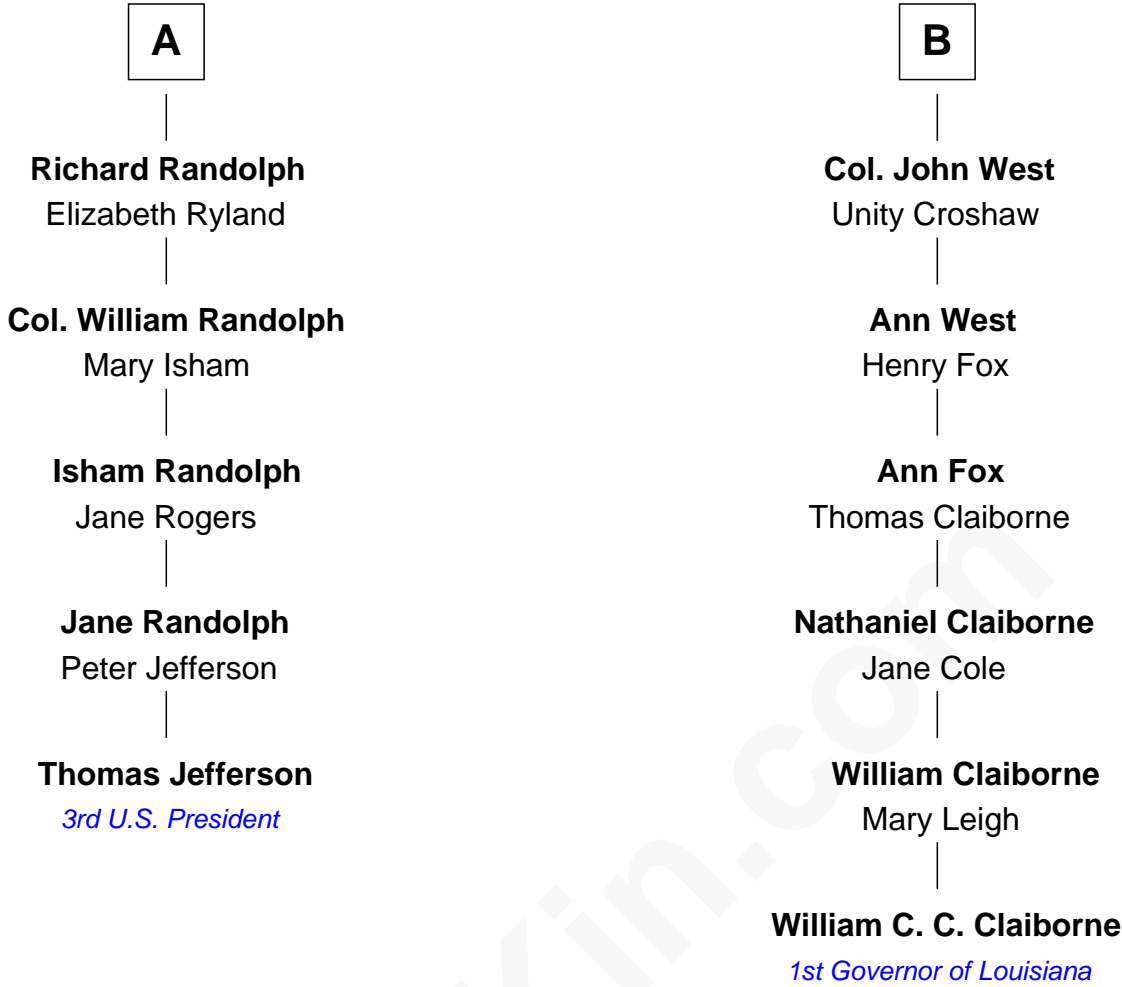 A
Richard Randolph
Elizabeth Ryland
Col. William Randolph
Mary Isham
Isham Randolph
Jane Rogers
Jane Randolph
Peter Jefferson
Thomas Jefferson
3rd U.S. President
B
Col. John West
Unity Croshaw
Ann West
Henry Fox
Ann Fox
Thomas Claiborne
Nathaniel Claiborne
Jane Cole
William Claiborne
Mary Leigh
William C. C. Claiborne
1st Governor of Louisiana
Kin.com